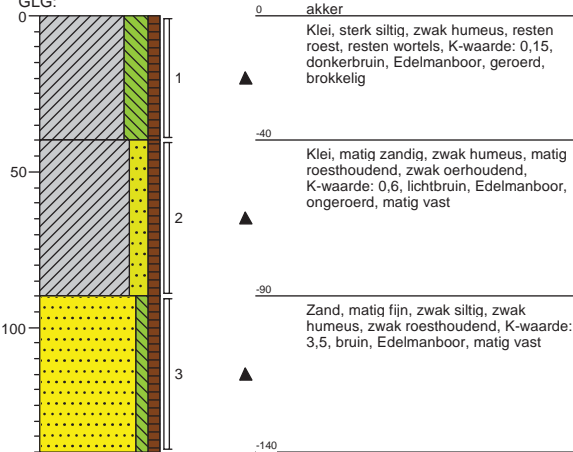 GLG:
0
50
100
1
2
3
0 akker
Klei, sterk siltig, zwak humeus, resten
roest, resten wortels, K-waarde: 0,15,
donkerbruin, Edelmanboor, geroerd,
brokkelig
-40
Klei, matig zandig, zwak humeus, matig
roesthoudend, zwak oerhoudend,
K-waarde: 0,6, lichtbruin, Edelmanboor,
ongeroerd, matig vast
-90
Zand, matig fijn, zwak siltig, zwak
humeus, zwak roesthoudend, K-waarde:
3,5, bruin, Edelmanboor, matig vast
-140